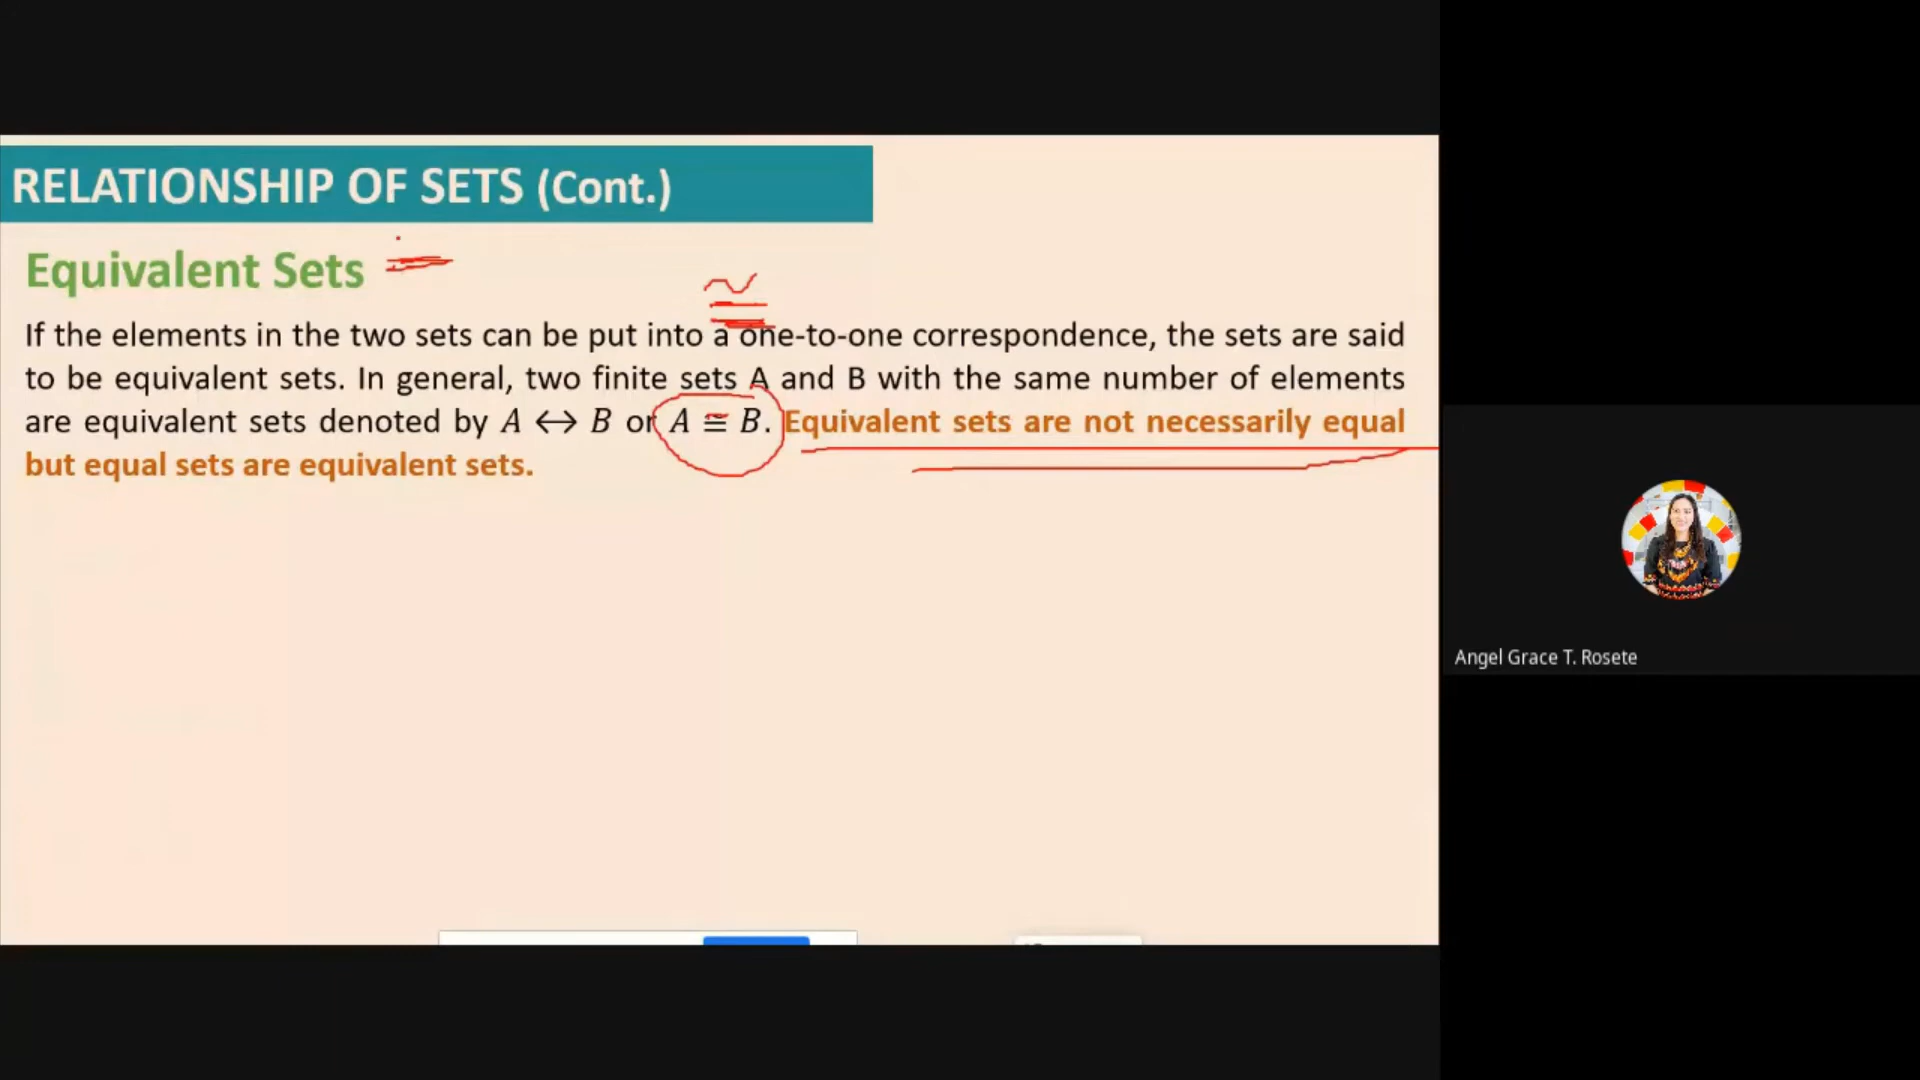 RELATIONSHIP OF SETS (Cont.)
Equivalent Sets
If the elements in the two sets can be put into a one-to-one correspondence, the sets are said
to be equivalent sets. In general, two finite sets A and B with the same number of elements
are equivalent sets denoted by A ↔ B or A ≅ B. Equivalent sets are not necessarily equal
but equal sets are equivalent sets.
Angel Grace T. Rosete